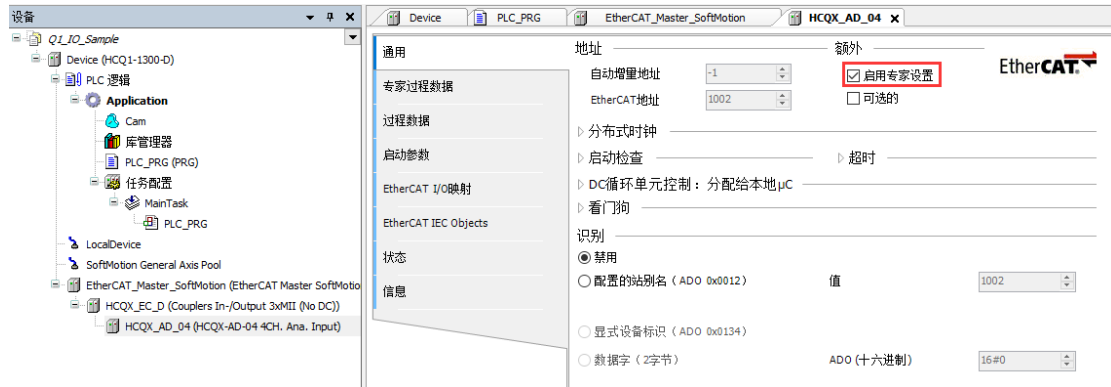 设备
Q1_IO_Sample
Device (HCQ1-1300-D)
PLC 逻辑
Application
Cam
库管理器
PLC_PRG (PRG)
任务配置
MainTask
PLC_PRG
LocalDevice
SoftMotion General Axis Pool
EtherCAT_Master_SoftMotion (EtherCAT Master SoftMotio
HCQX_EC_D (Couplers In-/Output 3xMII (No DC))
HCQX_AD_04 (HCQX-AD-04 4CH. Ana. Input)
Device PLC_PRG EtherCAT_Master_SoftMotion HCQX_AD_04
通用
专家过程数据
过程数据
启动参数
EtherCAT I/O映射
EtherCAT IEC Objects
状态
信息
地址 额外
自动增量地址 -1 启用专家设置 EtherCAT.
EtherCAT地址 1002 可选的
分布式时钟
启动检查 超时
DC循环单元控制：分配给本地μC
看门狗
识别
禁用
配置的站别名（ADO 0x0012） 值 1002
显式设备标识（ADO 0x0134）
数据字（2字节） ADO (十六进制) 16#0